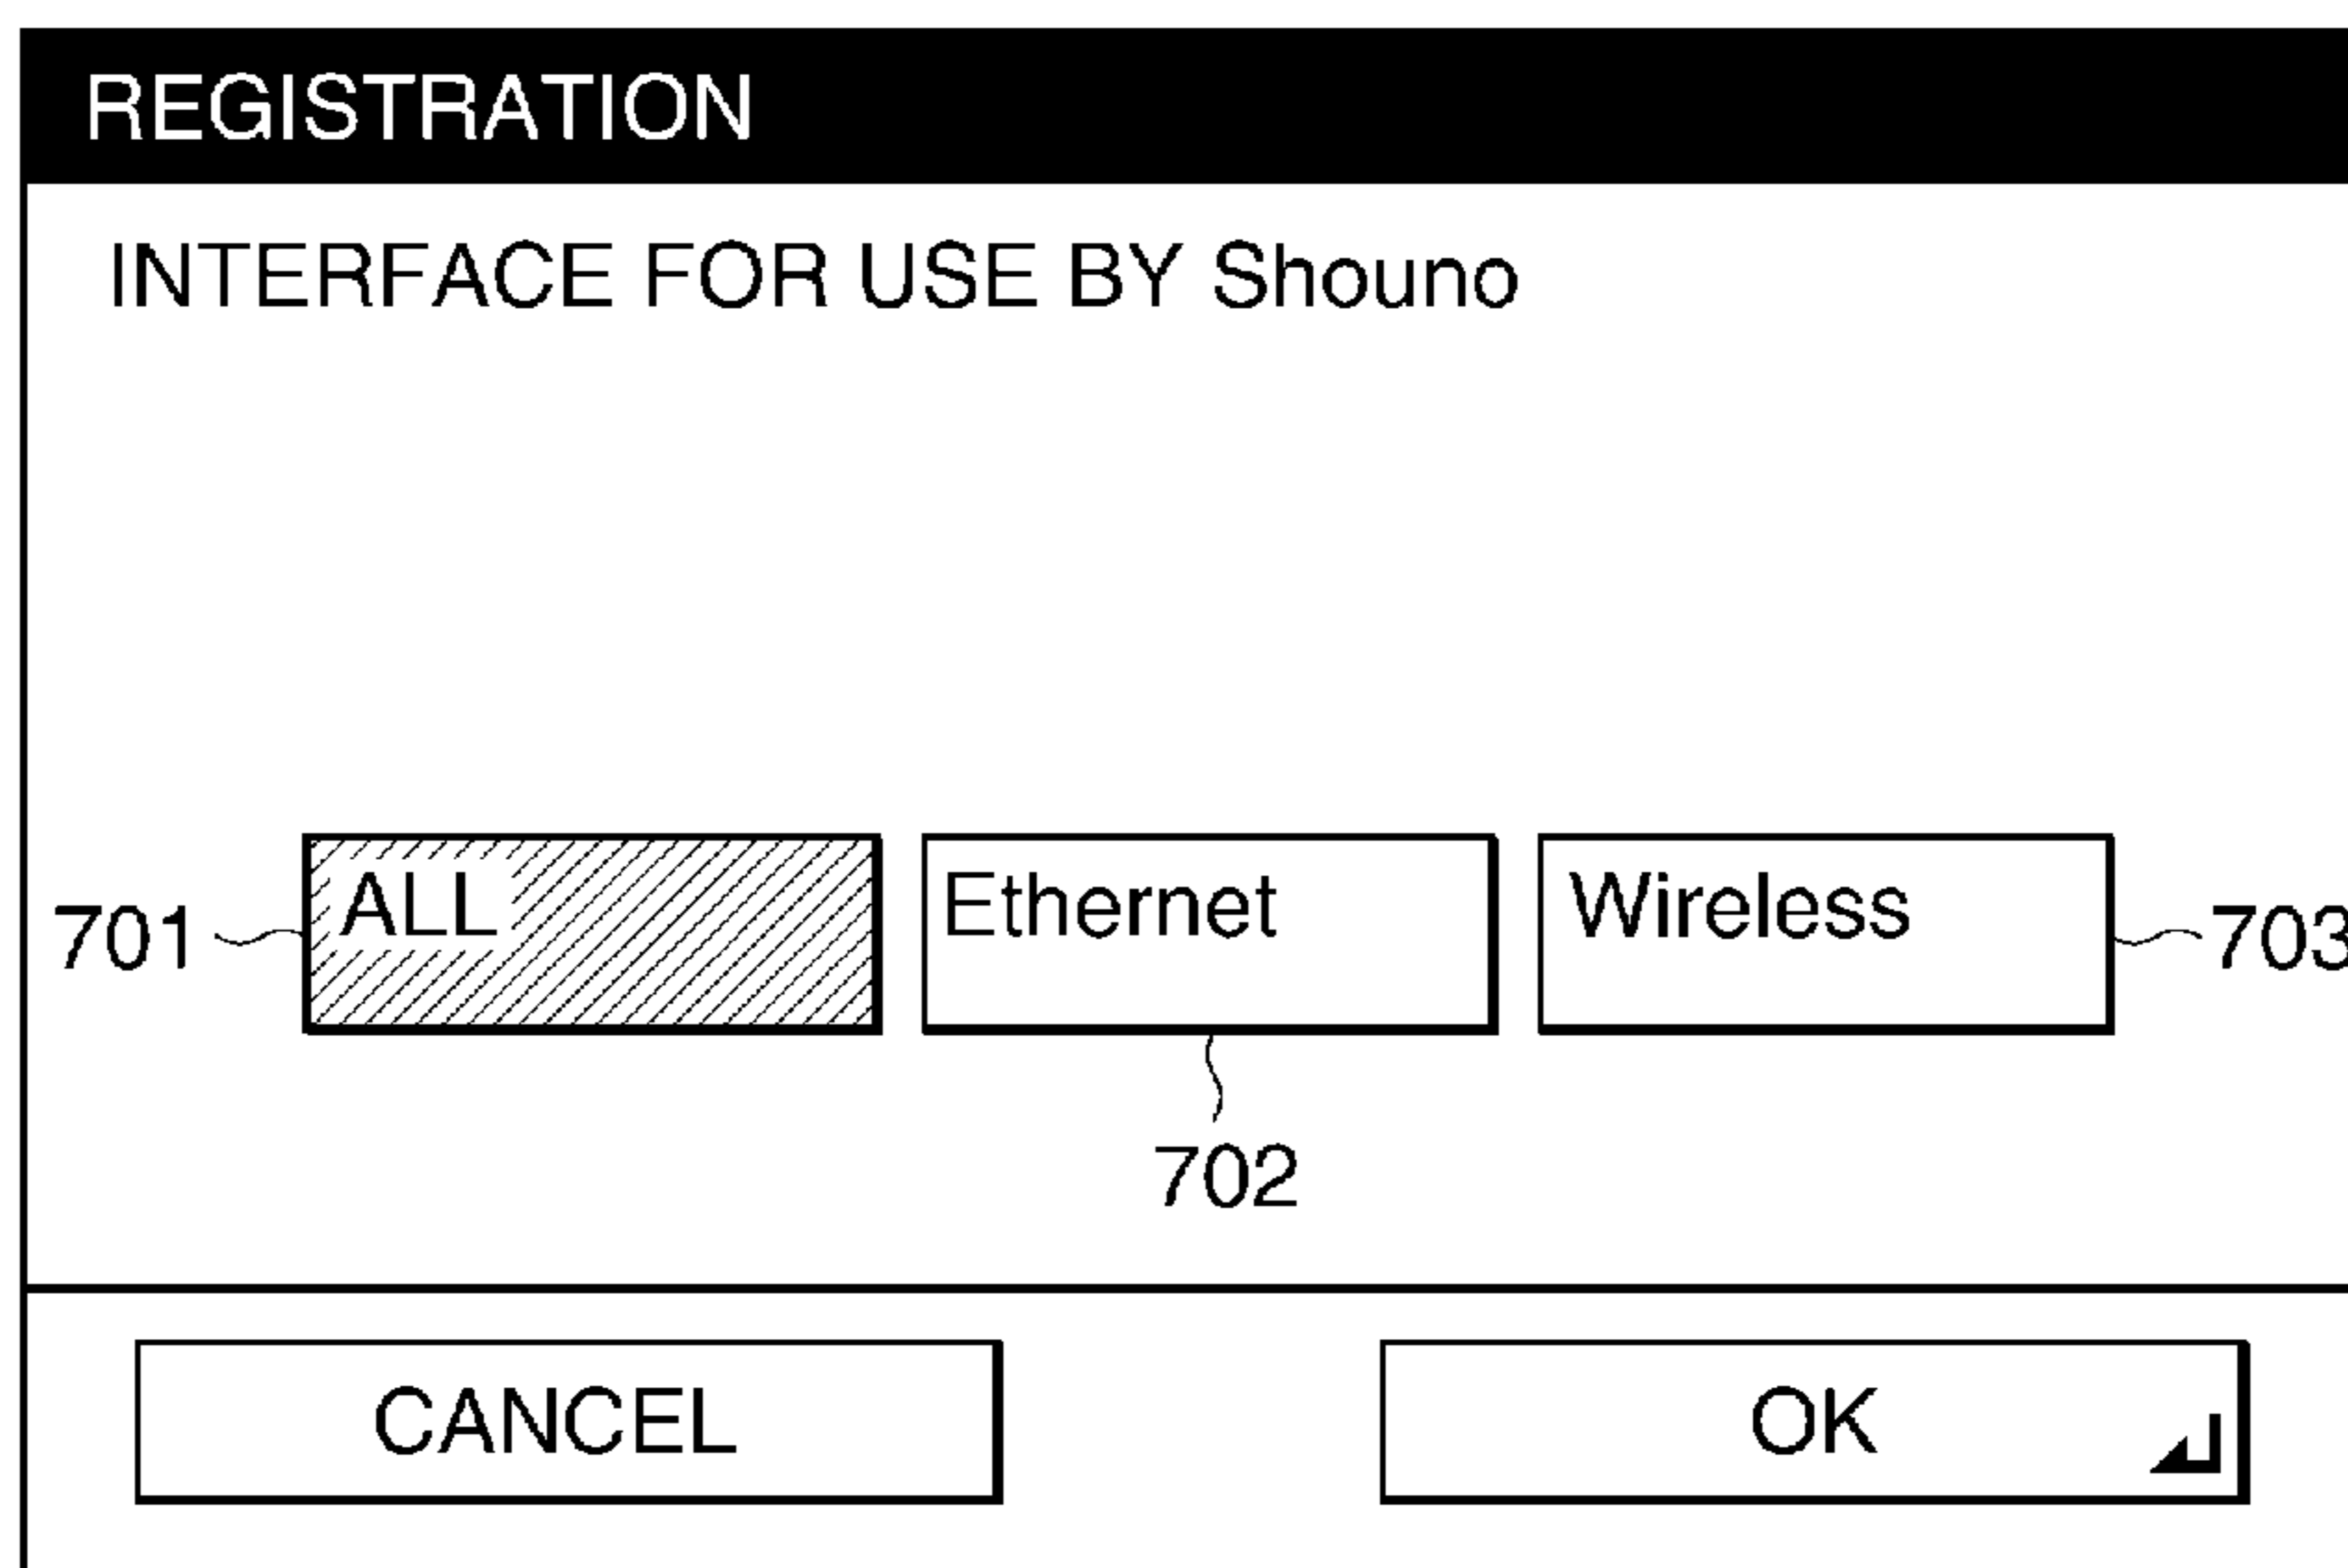 REGISTRATION
INTERFACE FOR USE BY Shouno
701 ALL Ethernet Wireless 703
702
CANCEL OK